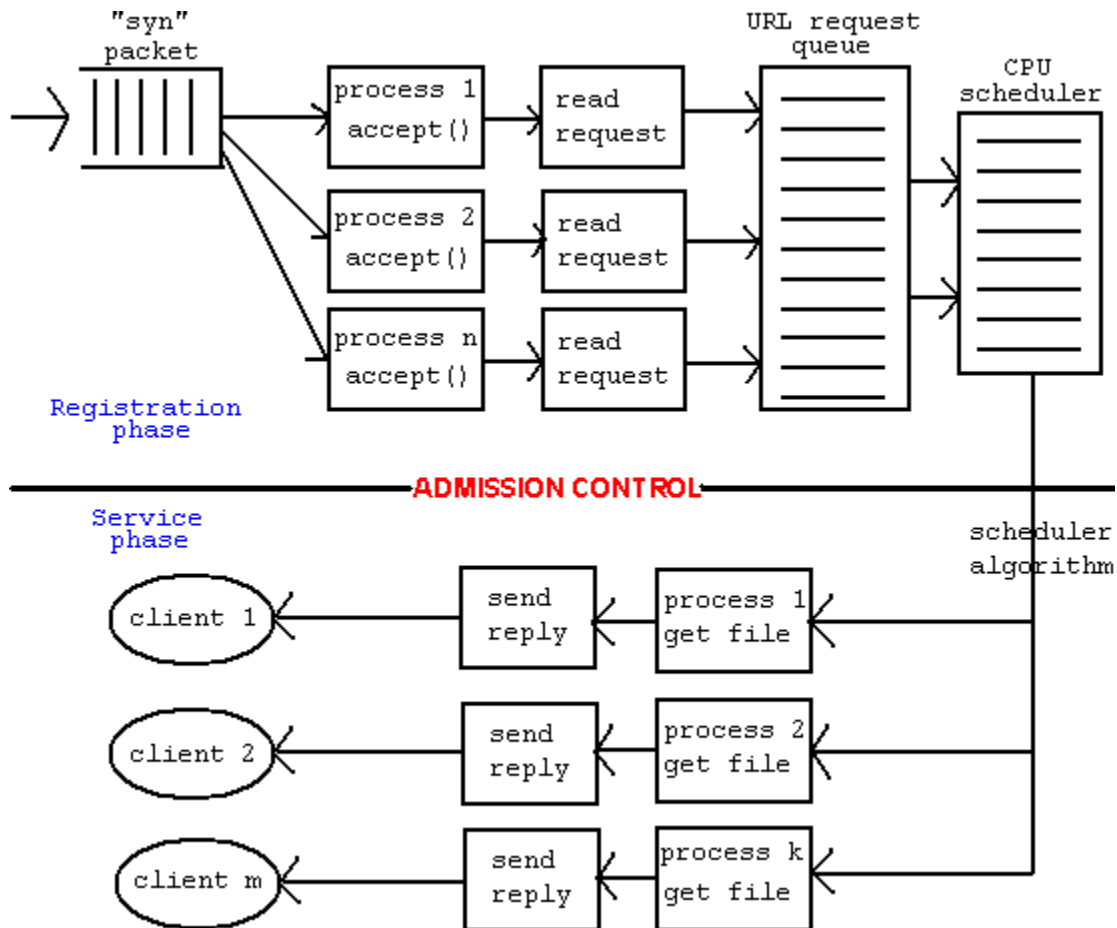 "syn"
packet
URL request
queue
CPU
scheduler
process 1
accept()
read
request
process 2
accept()
read
request
process n
accept()
read
request
Registration
phase
ADMISSION CONTROL
Service
phase
scheduler
algorithm
client 1
send
reply
process 1
get file
client 2
send
reply
process 2
get file
client m
send
reply
process k
get file